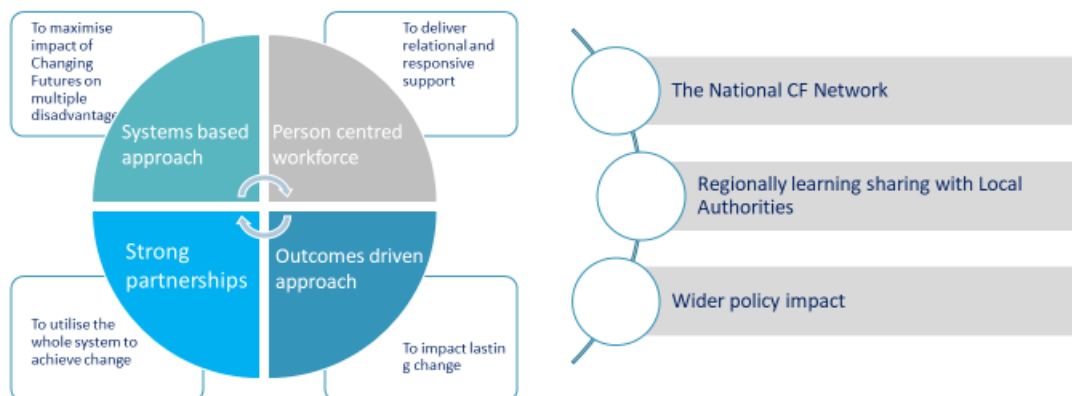 To maximise
impact of
Changing
Futures on
multiple
disadvantage
To deliver
relational and
responsive
support
Systems based
approach
Person centred
workforce
Strong
partnerships
Outcomes driven
approach
To utilise the
whole system to
achieve change
To impact lastin
g change
The National CF Network
Regionally learning sharing with Local
Authorities
Wider policy impact